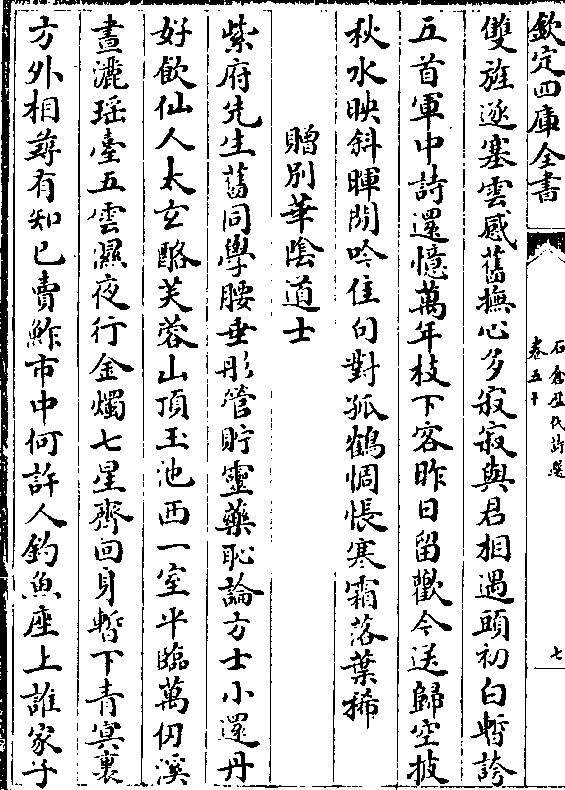 欽定四庫全書
石倉歷代詩選
卷五十
七
雙旌逐塞雲感舊撫心多寂寂與君相遇頭初白暫誇
五首軍中詩還憶萬年枝下客昨日留歡今送歸空披
秋水映斜暉閒吟佳句對孤鶴惆悵寒霜落葉稀
贈別華陰道士
紫府先生舊同學腰垂彤管貯靈藥恥論方士小還丹
好飲仙人太玄酪芙蓉山頂玉池西一室平臨萬仞溪
晝灑瑤臺五雲濕夜行金燭七星齊回身暫下青冥裏
方外相尋有知己賣鮓市中何許人釣魚座上誰家子